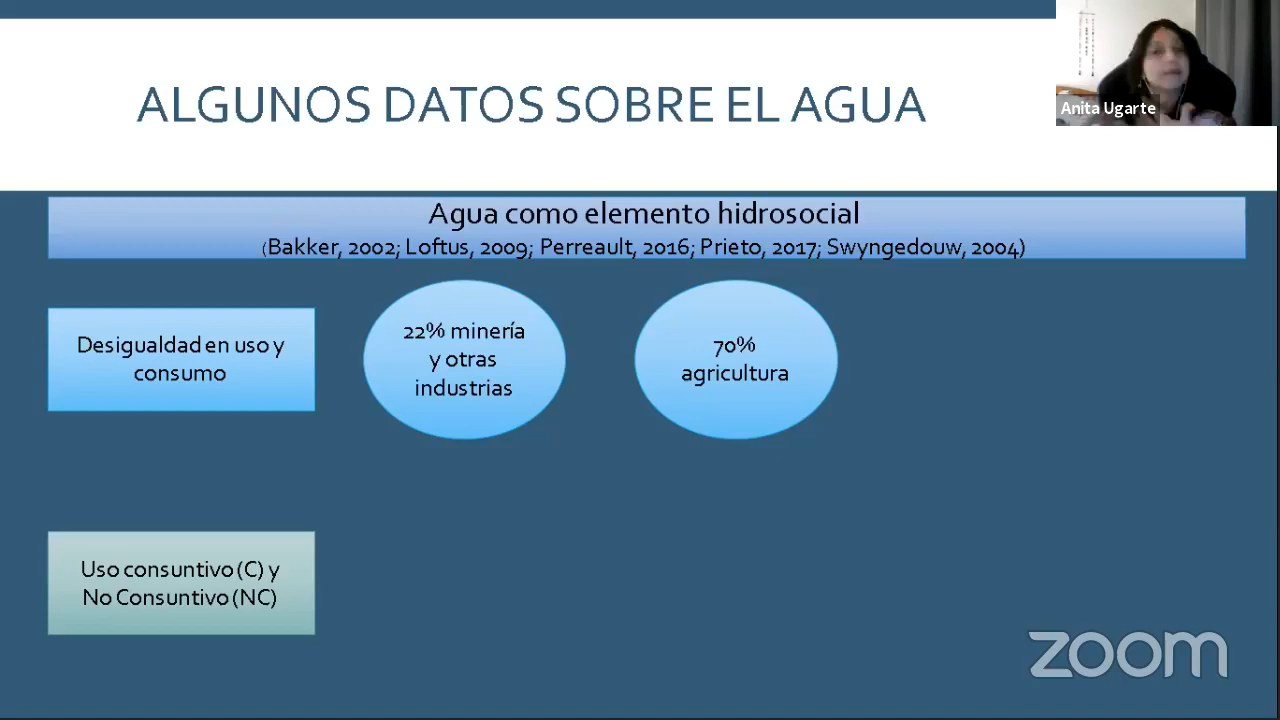 ALGUNOS DATOS SOBRE EL AGUA
Anita Ugarte
Agua como elemento hidrosocial
(Bakker, 2002; Loftus, 2009; Perreault, 2016; Prieto, 2017; Swyngedouw, 2004)
Desigualdad en uso y
consumo
22% minería
y otras
industrias
70%
agricultura
Uso consuntivo (C) y
No Consuntivo (NC)
zoom